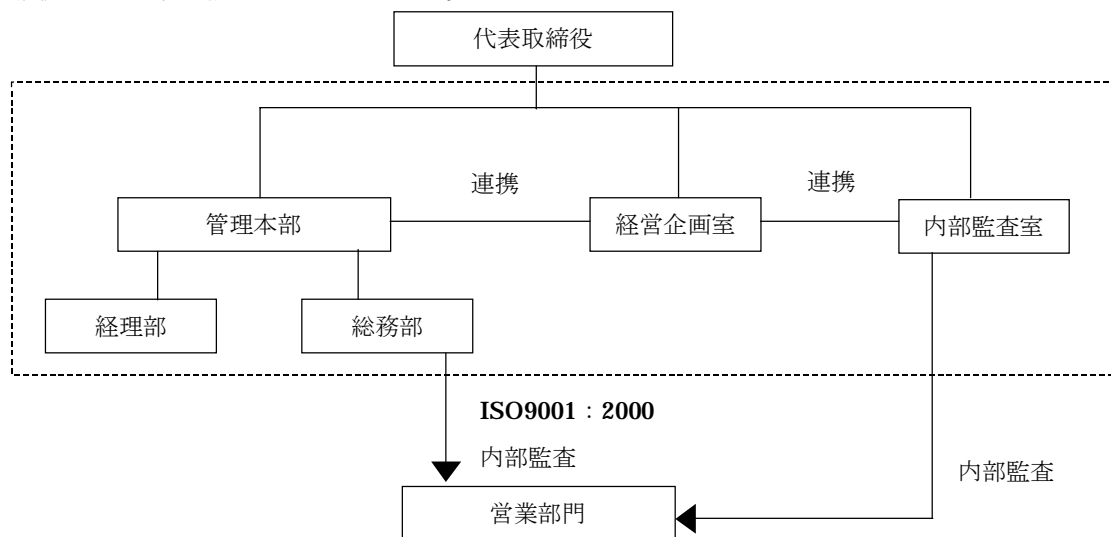 代表取締役
連携
連携
管理本部
経営企画室
内部監査室
経理部
総務部
ISO9001：2000
内部監査
内部監査
営業部門